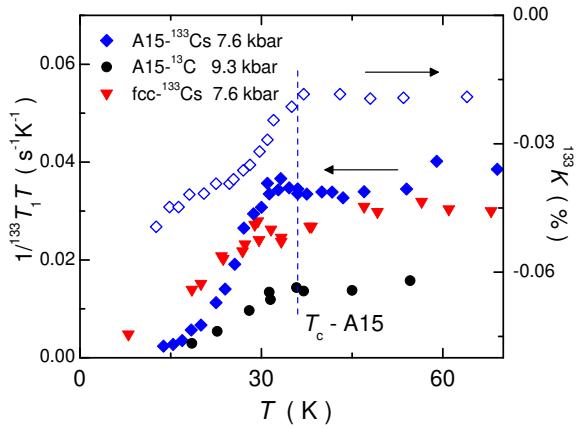 0.00
0.06
A15-¹³³Cs 7.6 kbar
A15-¹³C 9.3 kbar
fcc-¹³³Cs 7.6 kbar
-0.03
0.04
1/¹³³T₁T ( s⁻¹K⁻¹ )
¹³³K ( % )
0.02
-0.06
T_c - A15
0.00
0 30 60
T ( K )